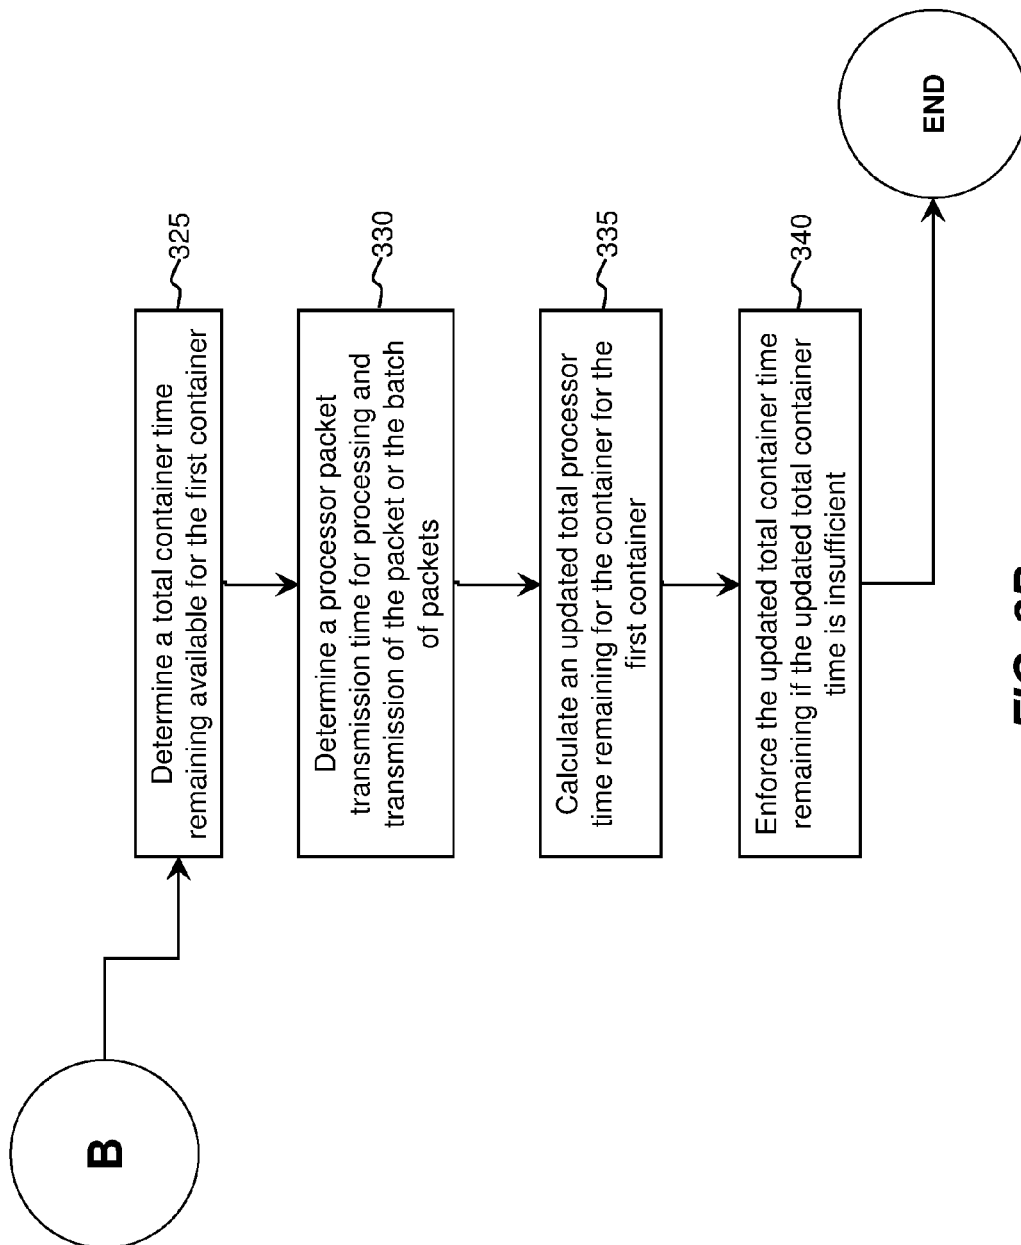 B
Determine a total container time
remaining available for the first container
325
Determine a processor packet
transmission time for processing and
transmission of the packet or the batch
of packets
330
Calculate an updated total processor
time remaining for the container for the
first container
335
Enforce the updated total container time
remaining if the updated total container
time is insufficient
340
END